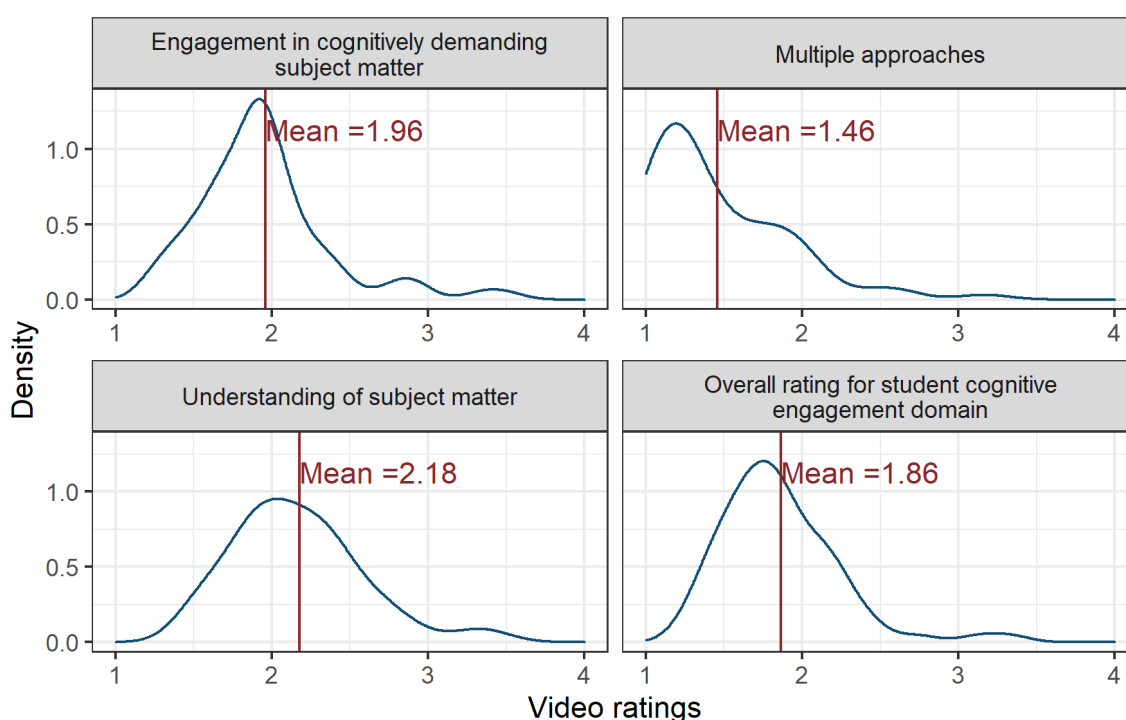 Engagement in cognitively demanding
subject matter
Multiple approaches
Mean =1.96
Mean =1.46
1.0
0.5
0.0
1 2 3 4
1 2 3 4
Understanding of subject matter
Overall rating for student cognitive
engagement domain
Mean =2.18
Mean =1.86
1.0
0.5
0.0
1 2 3 4
1 2 3 4
Density
Video ratings